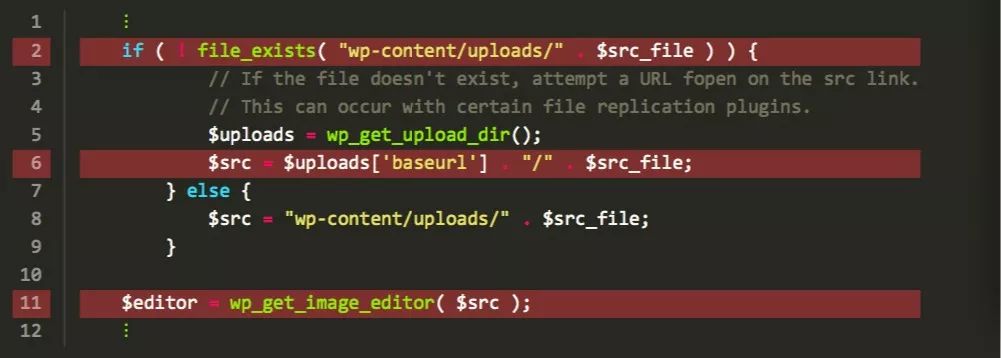 1 ⋮
2 if ( ! file_exists( "wp-content/uploads/" . $src_file ) ) {
3 // If the file doesn't exist, attempt a URL fopen on the src link.
4 // This can occur with certain file replication plugins.
5 $uploads = wp_get_upload_dir();
6 $src = $uploads['baseurl'] . "/" . $src_file;
7 } else {
8 $src = "wp-content/uploads/" . $src_file;
9 }
10
11 $editor = wp_get_image_editor( $src );
12 ⋮